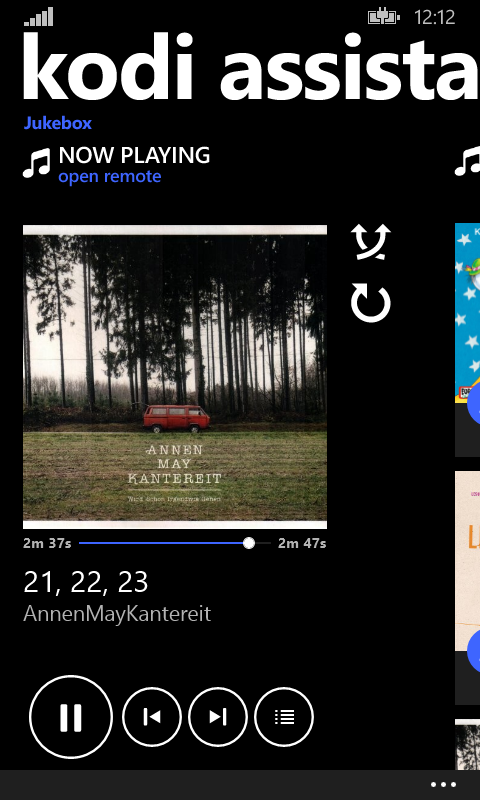 12:12
kodi assista
Jukebox
NOW PLAYING
open remote
ANNEN
MAY
KANTEREIT
Wird schon irgendwie gehen
2m 37s
2m 47s
21, 22, 23
AnnenMayKantereit